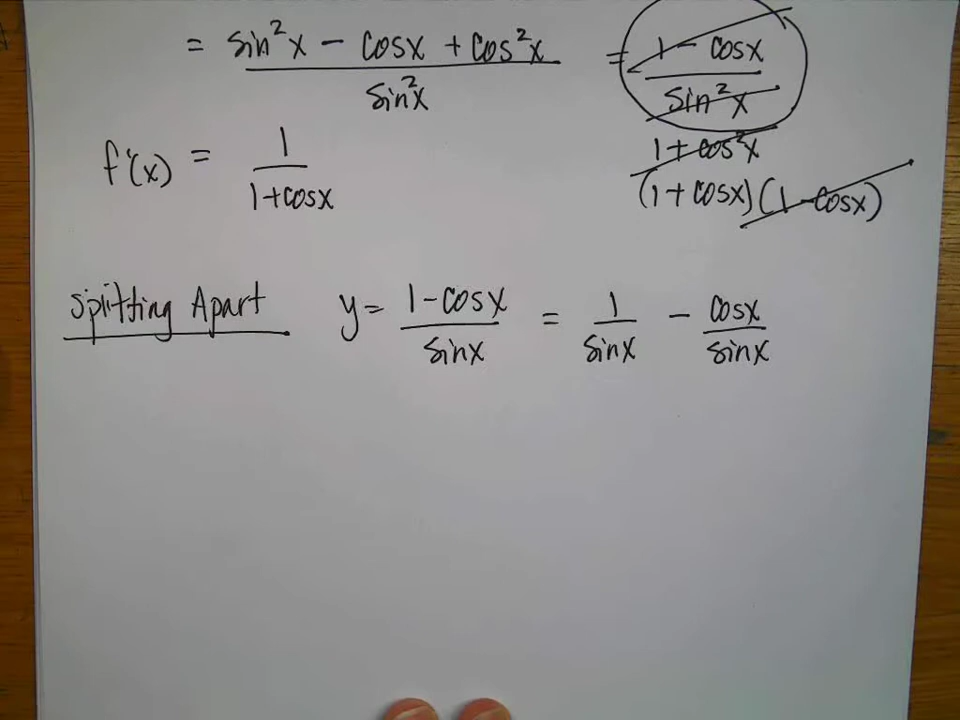 = sin²x − cosx + cos²x / sin²x = 1 − cosx / sin²x
1 + cos²x
(1 + cosx)(1 − cosx)
f'(x) = 1 / 1+cosx
Splitting Apart y = 1 − cosx / sinx = 1 / sinx − cosx / sinx